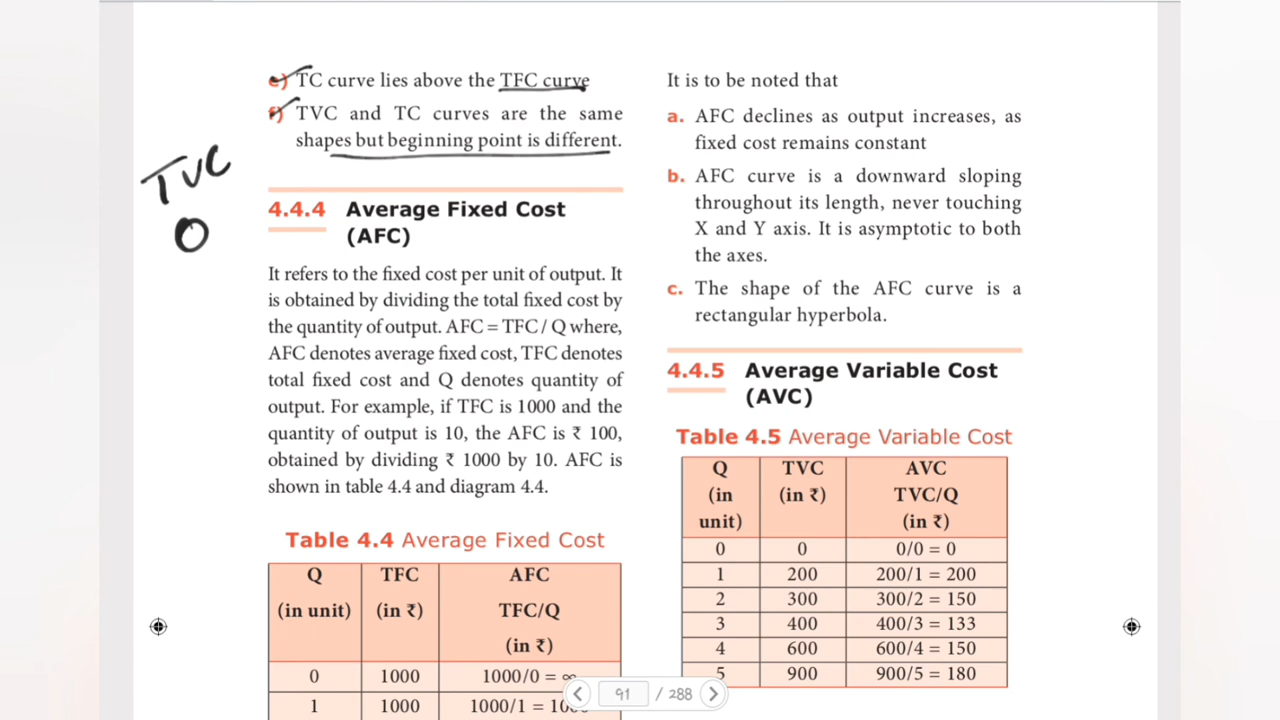 e) TC curve lies above the TFC curve
f) TVC and TC curves are the same
shapes but beginning point is different.
TVC
0
4.4.4 Average Fixed Cost
(AFC)
It refers to the fixed cost per unit of output. It
is obtained by dividing the total fixed cost by
the quantity of output. AFC = TFC / Q where,
AFC denotes average fixed cost, TFC denotes
total fixed cost and Q denotes quantity of
output. For example, if TFC is 1000 and the
quantity of output is 10, the AFC is ₹ 100,
obtained by dividing ₹ 1000 by 10. AFC is
shown in table 4.4 and diagram 4.4.
Table 4.4 Average Fixed Cost
Q TFC AFC
(in unit) (in ₹) TFC/Q
(in ₹)
0 1000 1000/0 = ∞
1 1000
It is to be noted that
a. AFC declines as output increases, as
fixed cost remains constant
b. AFC curve is a downward sloping
throughout its length, never touching
X and Y axis. It is asymptotic to both
the axes.
c. The shape of the AFC curve is a
rectangular hyperbola.
4.4.5 Average Variable Cost
(AVC)
Table 4.5 Average Variable Cost
Q TVC AVC
(in (in ₹) TVC/Q
unit) (in ₹)
0 0 0/0 = 0
1 200 200/1 = 200
2 300 300/2 = 150
3 400 400/3 = 133
4 600 600/4 = 150
5 900 900/5 = 180
91 / 288